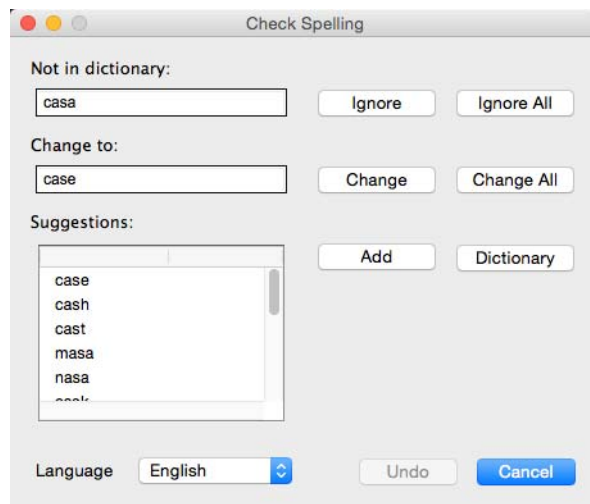 Check Spelling
Not in dictionary:
casa
Ignore
Ignore All
Change to:
case
Change
Change All
Suggestions:
Add
Dictionary
case
cash
cast
masa
nasa
Language
English
Undo
Cancel